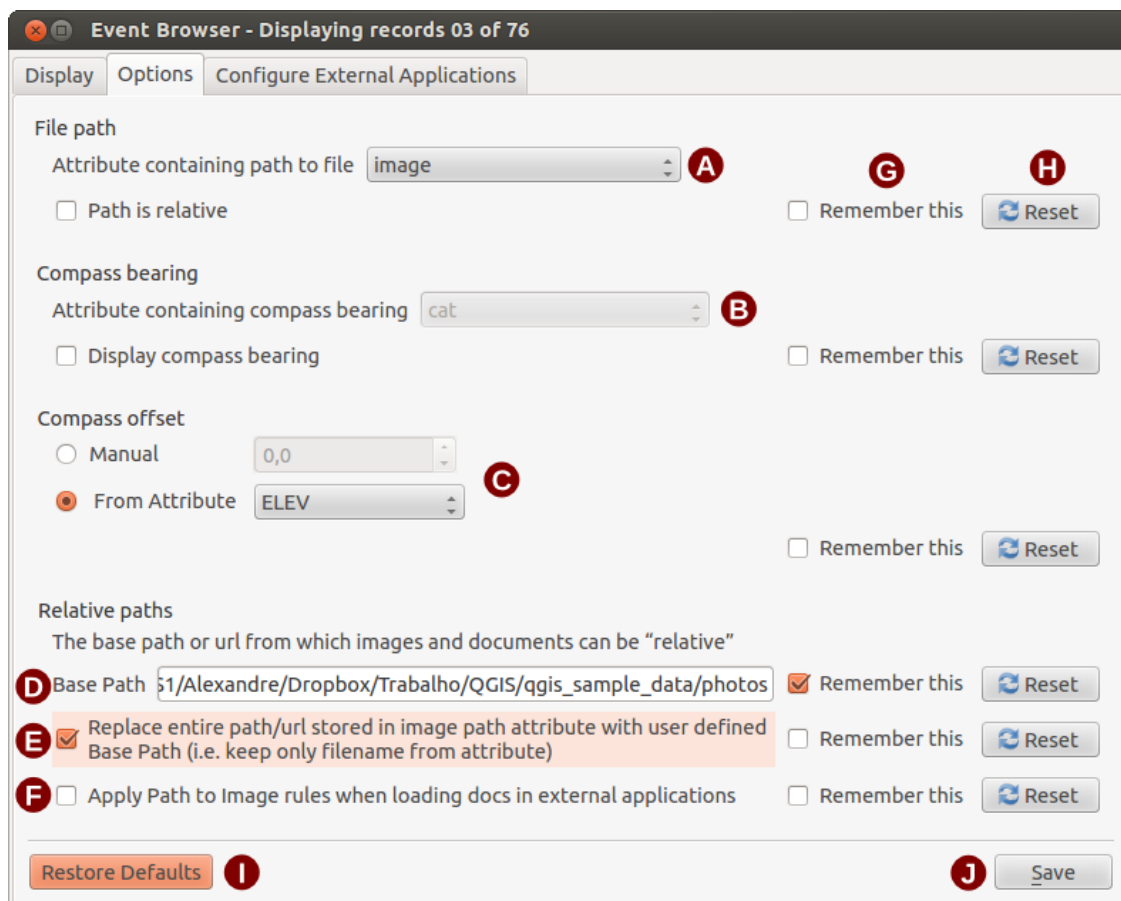 Event Browser - Displaying records 03 of 76
Display Options Configure External Applications
File path
Attribute containing path to file image A G H
Path is relative Remember this Reset
Compass bearing
Attribute containing compass bearing cat B
Display compass bearing Remember this Reset
Compass offset
Manual 0,0
C
From Attribute ELEV
Remember this Reset
Relative paths
The base path or url from which images and documents can be “relative”
D Base Path S1/Alexandre/Dropbox/Trabalho/QGIS/qgis_sample_data/photos Remember this Reset
E Replace entire path/url stored in image path attribute with user defined
Base Path (i.e. keep only filename from attribute) Remember this Reset
F Apply Path to Image rules when loading docs in external applications Remember this Reset
Restore Defaults I J Save